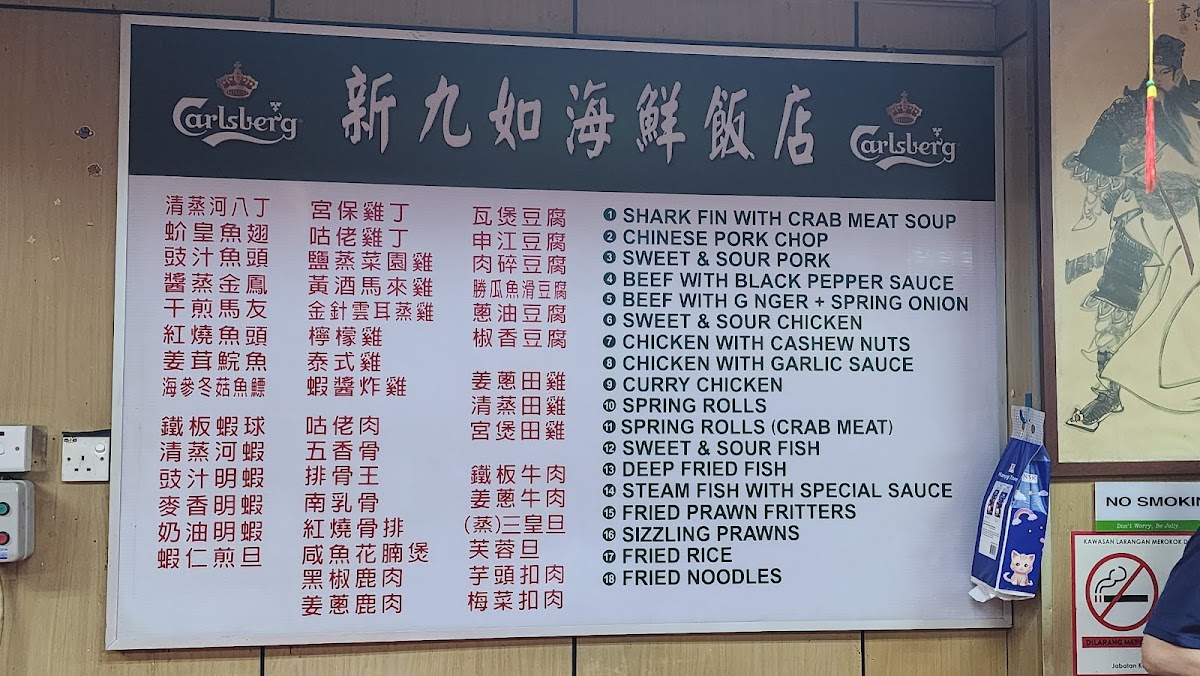 Carlsberg
新九如海鮮飯店
Carlsberg
清蒸河八丁
蚧皇魚翅
豉汁魚頭
醬蒸金鳳
干煎馬友
紅燒魚頭
姜茸鯇魚
海參冬菇魚鰾
鐵板蝦球
清蒸河蝦
豉汁明蝦
麥香明蝦
奶油明蝦
蝦仁煎旦
宮保雞丁
咕佬雞丁
鹽蒸菜園雞
黃酒馬來雞
金針雲耳蒸雞
檸檬雞
泰式雞
蝦醬炸雞
咕佬肉
五香骨
排骨王
南乳骨
紅燒骨排
咸魚花腩煲
黑椒鹿肉
姜蔥鹿肉
瓦煲豆腐
申江豆腐
肉碎豆腐
勝瓜魚滑豆腐
蔥油豆腐
椒香豆腐
姜蔥田雞
清蒸田雞
宮煲田雞
鐵板牛肉
姜蔥牛肉
(蒸)三皇旦
芙蓉旦
芋頭扣肉
梅菜扣肉
1 SHARK FIN WITH CRAB MEAT SOUP
2 CHINESE PORK CHOP
3 SWEET & SOUR PORK
4 BEEF WITH BLACK PEPPER SAUCE
5 BEEF WITH G NGER + SPRING ONION
6 SWEET & SOUR CHICKEN
7 CHICKEN WITH CASHEW NUTS
8 CHICKEN WITH GARLIC SAUCE
9 CURRY CHICKEN
10 SPRING ROLLS
11 SPRING ROLLS (CRAB MEAT)
12 SWEET & SOUR FISH
13 DEEP FRIED FISH
14 STEAM FISH WITH SPECIAL SAUCE
15 FRIED PRAWN FRITTERS
16 SIZZLING PRAWNS
17 FRIED RICE
18 FRIED NOODLES
NO SMOKIN
Don't Worry, Be Jolly
KAWASAN LARANGAN MEROKOK D
DILARANG MERO
Jabatan K